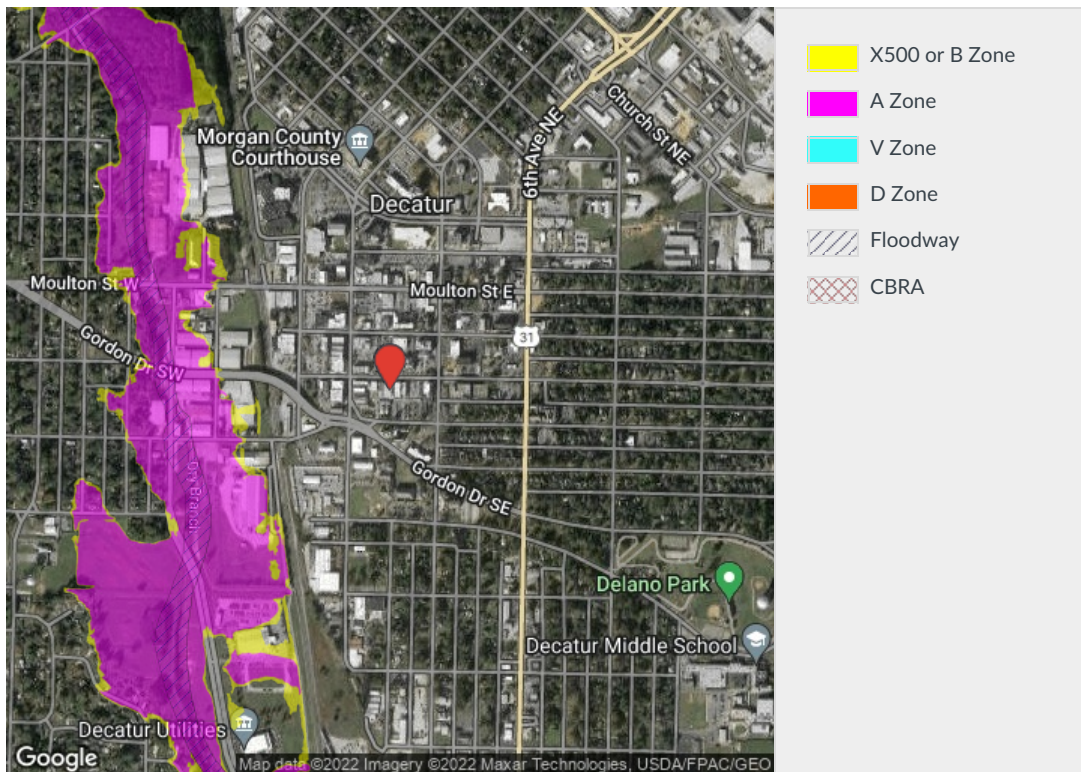 X500 or B Zone
A Zone
V Zone
D Zone
Floodway
CBRA
Church St NE
6th Ave NE
Morgan County
Courthouse
Decatur
Moulton St W
Moulton St E
Gordon Dr SW
31
Dry Branch
Gordon Dr SE
Delano Park
Decatur Middle School
Decatur Utilities
Google
Map data ©2022 Imagery ©2022 Maxar Technologies, USDA/FPAC/GEO